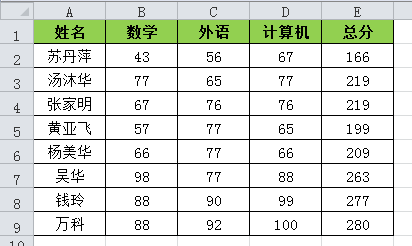 A B C D E
1 姓名 数学 外语 计算机 总分
2 苏丹萍 43 56 67 166
3 汤沐华 77 65 77 219
4 张家明 67 76 76 219
5 黄亚飞 57 77 65 199
6 杨美华 66 77 66 209
7 吴华 98 77 88 263
8 钱玲 88 90 99 277
9 万科 88 92 100 280